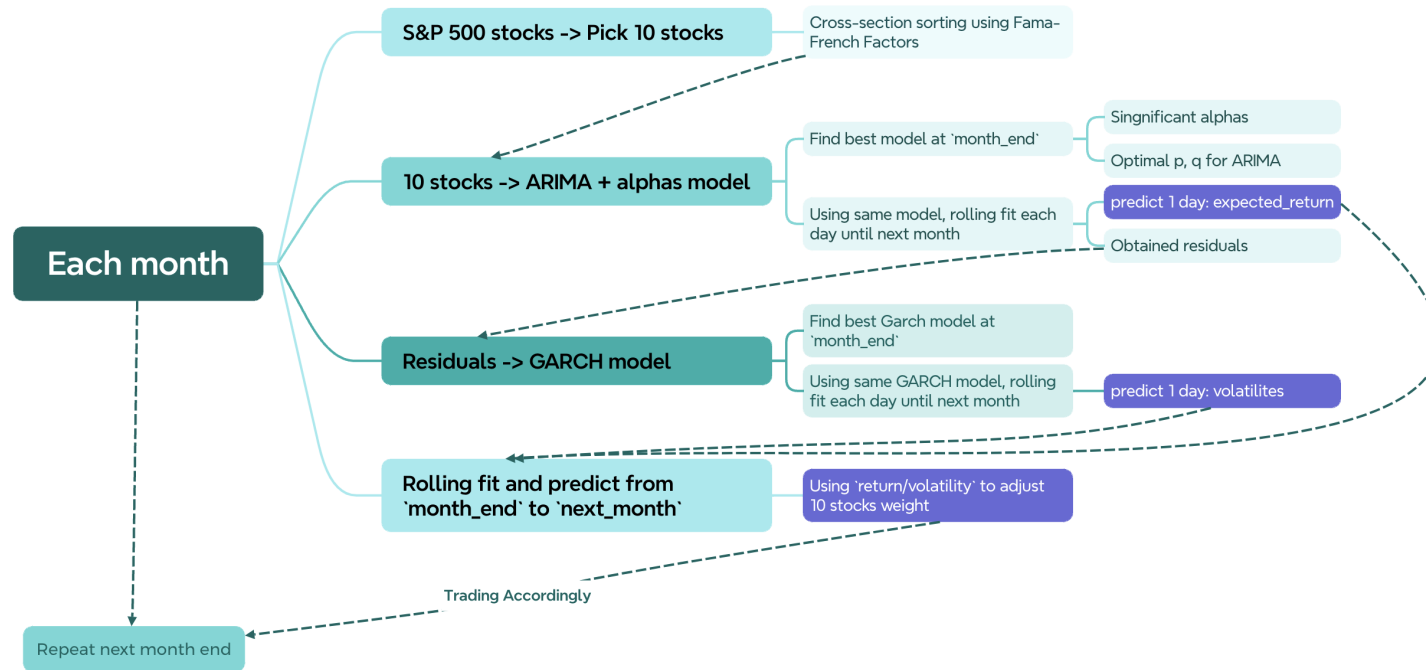 S&P 500 stocks -> Pick 10 stocks
Cross-section sorting using Fama-
French Factors
10 stocks -> ARIMA + alphas model
Find best model at `month_end`
Singnificant alphas
Optimal p, q for ARIMA
Using same model, rolling fit each
day until next month
predict 1 day: expected_return
Obtained residuals
Each month
Residuals -> GARCH model
Find best Garch model at
`month_end`
Using same GARCH model, rolling
fit each day until next month
predict 1 day: volatilites
Rolling fit and predict from
`month_end` to `next_month`
Using `return/volatility` to adjust
10 stocks weight
Trading Accordingly
Repeat next month end